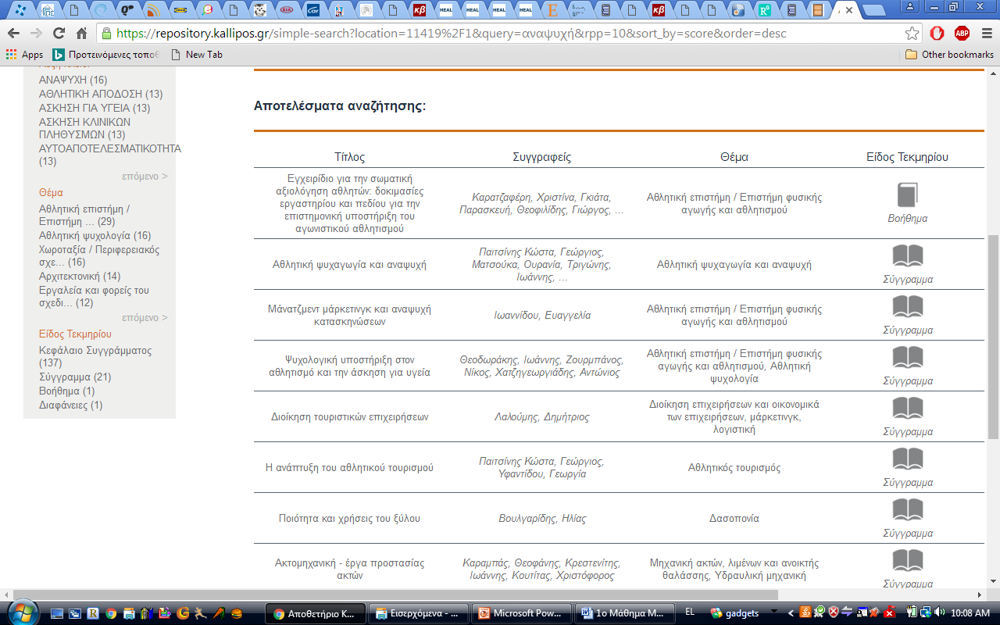 https://repository.kallipos.gr/simple-search?location=11419%2F1&query=αναψυχή&rpp=10&sort_by=score&order=desc
Apps
Προτεινόμενες τοποθ
New Tab
Other bookmarks
ΑΝΑΨΥΧΗ (16)
ΑΘΛΗΤΙΚΗ ΑΠΟΔΟΣΗ (13)
ΑΣΚΗΣΗ ΓΙΑ ΥΓΕΙΑ (13)
ΑΣΚΗΣΗ ΚΛΙΝΙΚΩΝ
ΠΛΗΘΥΣΜΩΝ (13)
ΑΥΤΟΑΠΟΤΕΛΕΣΜΑΤΙΚΟΤΗΤΑ
(13)
επόμενο >
Θέμα
Αθλητική επιστήμη /
Επιστήμη ... (29)
Αθλητική ψυχολογία (16)
Χωροταξία / Περιφερειακός
σχε... (16)
Αρχιτεκτονική (14)
Εργαλεία και φορείς του
σχεδι... (12)
επόμενο >
Είδος Τεκμηρίου
Κεφάλαιο Συγγράμματος
(137)
Σύγγραμμα (21)
Βοήθημα (1)
Διαφάνειες (1)
Αποτελέσματα αναζήτησης:
Τίτλος Συγγραφείς Θέμα Είδος Τεκμηρίου
Εγχειρίδιο για την σωματική
αξιολόγηση αθλητών: δοκιμασίες
εργαστηρίου και πεδίου για την
επιστημονική υποστήριξη του
αγωνιστικού αθλητισμού
Καρατζαφέρη, Χριστίνα, Γκιάτα,
Παρασκευή, Θεοφιλίδης, Γιώργος, ...
Αθλητική επιστήμη / Επιστήμη φυσικής
αγωγής και αθλητισμού
Βοήθημα
Αθλητική ψυχαγωγία και αναψυχή
Παιτσίνης Κώστα, Γεώργιος,
Ματσούκα, Ουρανία, Τριγώνης,
Ιωάννης, ...
Αθλητική ψυχαγωγία και αναψυχή
Σύγγραμμα
Μάνατζμεντ μάρκετινγκ και αναψυχή
κατασκηνώσεων
Ιωαννίδου, Ευαγγελία
Αθλητική επιστήμη / Επιστήμη φυσικής
αγωγής και αθλητισμού
Σύγγραμμα
Ψυχολογική υποστήριξη στον
αθλητισμό και την άσκηση για υγεία
Θεοδωράκης, Ιωάννης, Ζουρμπάνος,
Νίκος, Χατζηγεωργιάδης, Αντώνιος
Αθλητική επιστήμη / Επιστήμη φυσικής
αγωγής και αθλητισμού, Αθλητική
ψυχολογία
Σύγγραμμα
Διοίκηση τουριστικών επιχειρήσεων
Λαλούμης, Δημήτριος
Διοίκηση επιχειρήσεων και οικονομικά
των επιχειρήσεων, μάρκετινγκ,
λογιστική
Σύγγραμμα
Η ανάπτυξη του αθλητικού τουρισμού
Παιτσίνης Κώστα, Γεώργιος,
Υφαντίδου, Γεωργία
Αθλητικός τουρισμός
Σύγγραμμα
Ποιότητα και χρήσεις του ξύλου
Βουλγαρίδης, Ηλίας
Δασοπονία
Σύγγραμμα
Ακτομηχανική - έργα προστασίας
ακτών
Καραμπάς, Θεοφάνης, Κρεστενίτης,
Ιωάννης, Κουτίτας, Χριστόφορος
Μηχανική ακτών, λιμένων και ανοικτής
θαλάσσης, Υδραυλική μηχανική
Σύγγραμμα
Αποθετήριο Κ...
Εισερχόμενα - ...
Microsoft Pow...
1ο Μάθημα Μ...
EL
gadgets
10:08 AM